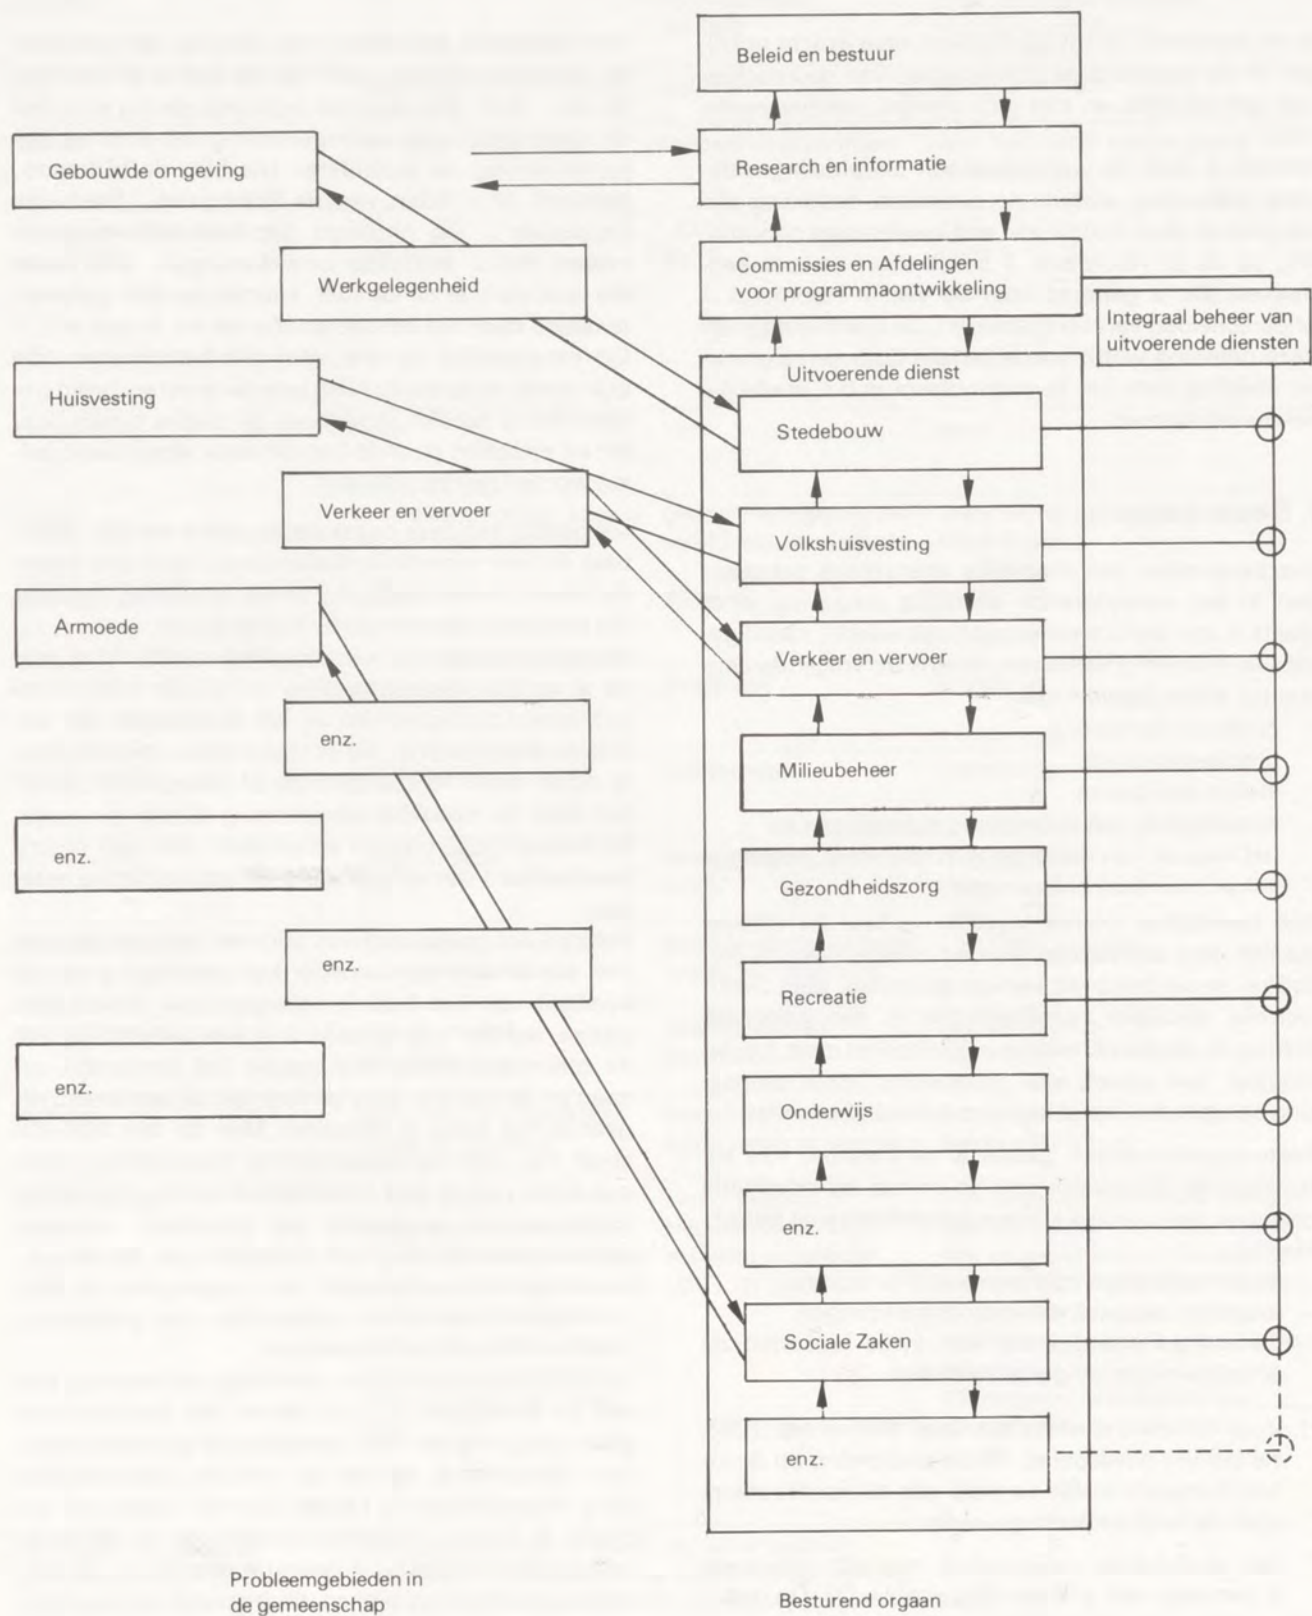 Beleid en bestuur
Gebouwde omgeving
Research en informatie
Werkgelegenheid
Commissies en Afdelingen
voor programmaontwikkeling
Integraal beheer van
uitvoerende diensten
Uitvoerende dienst
Huisvesting
Stedebouw
Verkeer en vervoer
Volkshuisvesting
Armoede
Verkeer en vervoer
enz.
Milieubeheer
enz.
Gezondheidszorg
enz.
Recreatie
enz.
Onderwijs
enz.
Sociale Zaken
enz.
Probleemgebieden in
de gemeenschap
Besturend orgaan